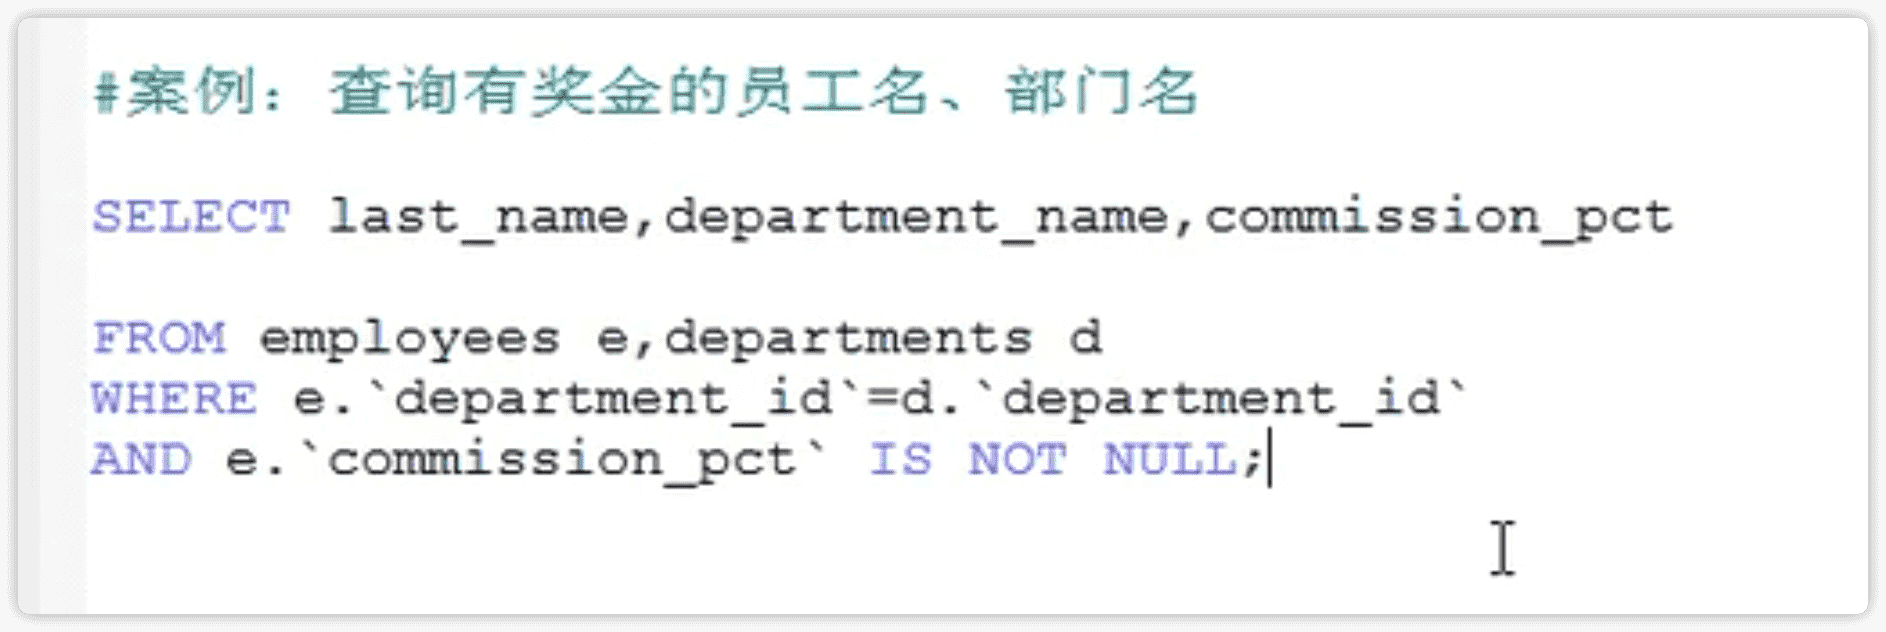 #案例：查询有奖金的员工名、部门名
SELECT last_name,department_name,commission_pct
FROM employees e,departments d
WHERE e.`department_id`=d.`department_id`
AND e.`commission_pct` IS NOT NULL;